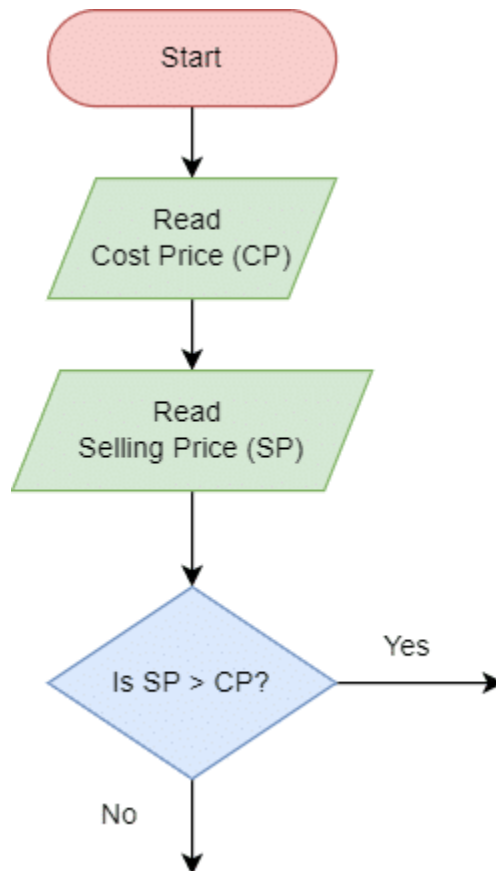 Start
Read
Cost Price (CP)
Read
Selling Price (SP)
Is SP > CP?
Yes
No